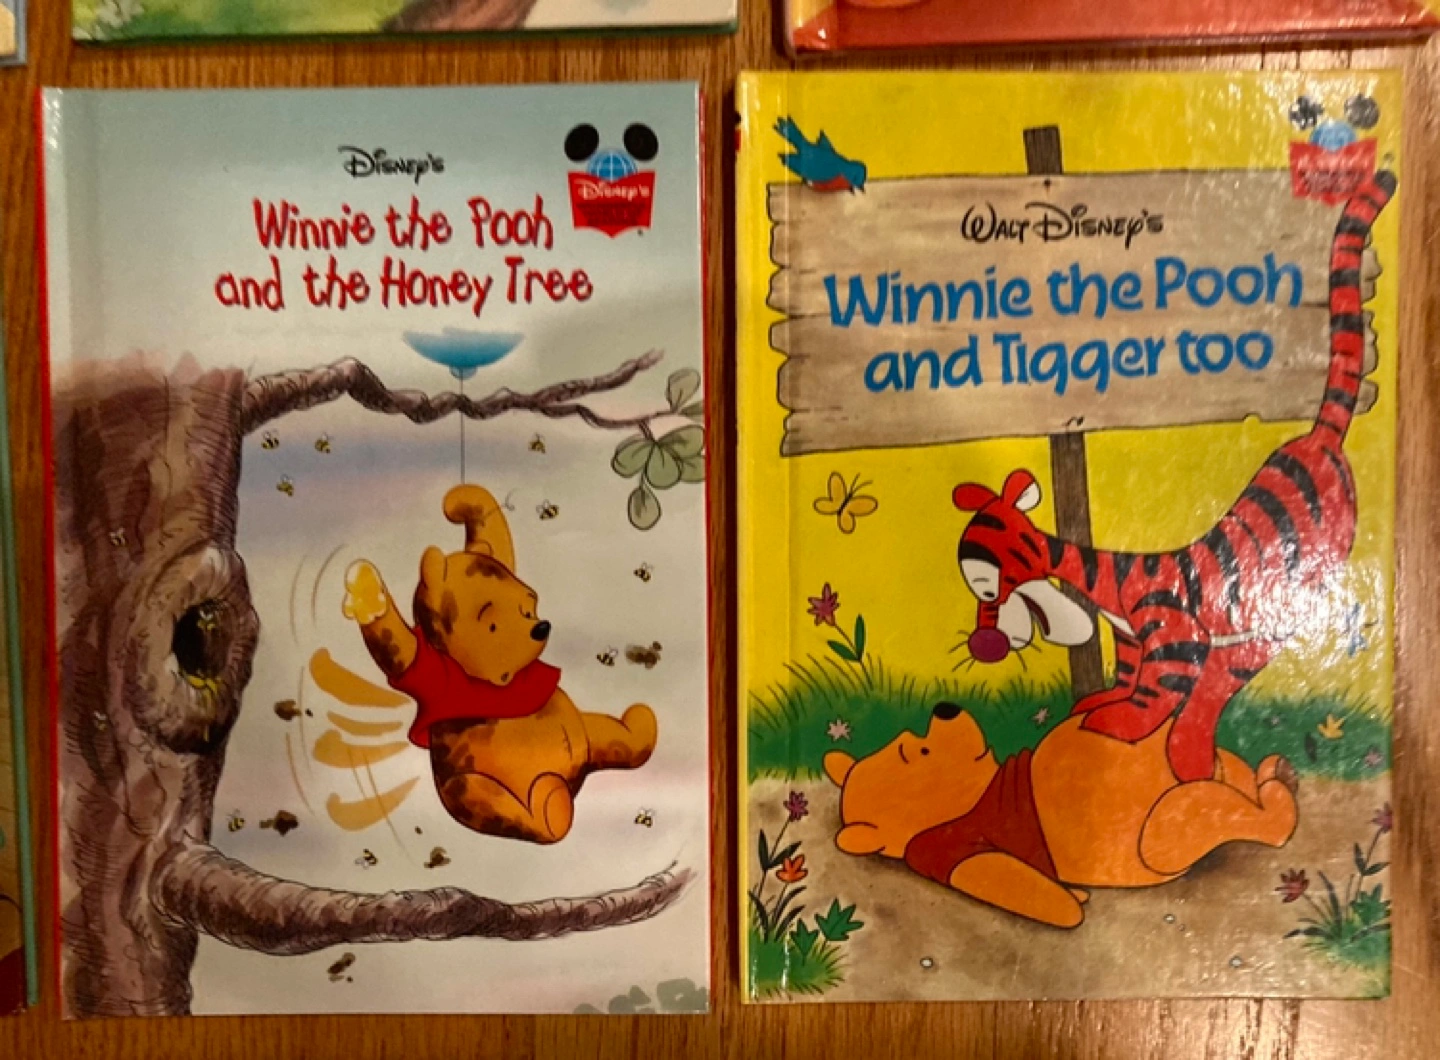 Disney's
Winnie the Pooh
and the Honey Tree
Disney's
Walt Disney's
Winnie the Pooh
and Tigger too